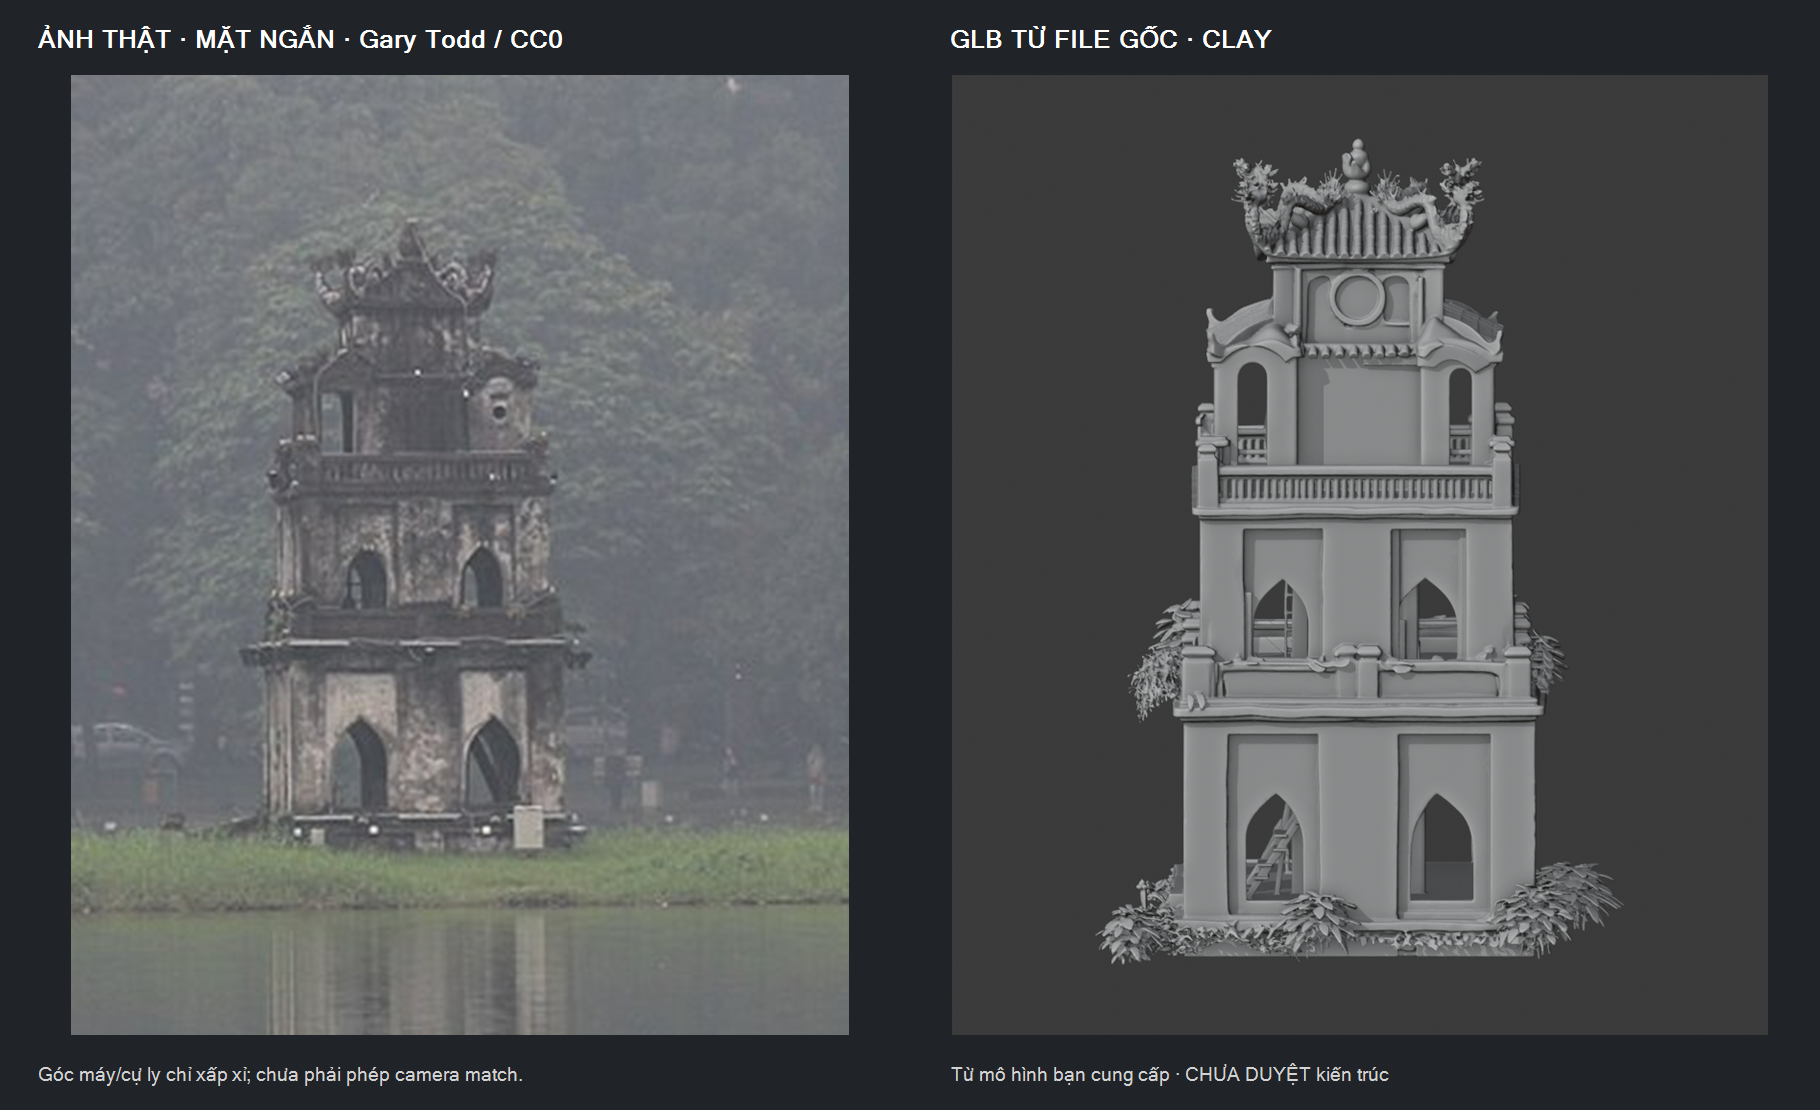 ẢNH THẬT · MẶT NGẮN · Gary Todd / CC0
GLB TỪ FILE GỐC · CLAY
Góc máy/cự ly chỉ xấp xỉ; chưa phải phép camera match.
Từ mô hình bạn cung cấp · CHƯA DUYỆT kiến trúc